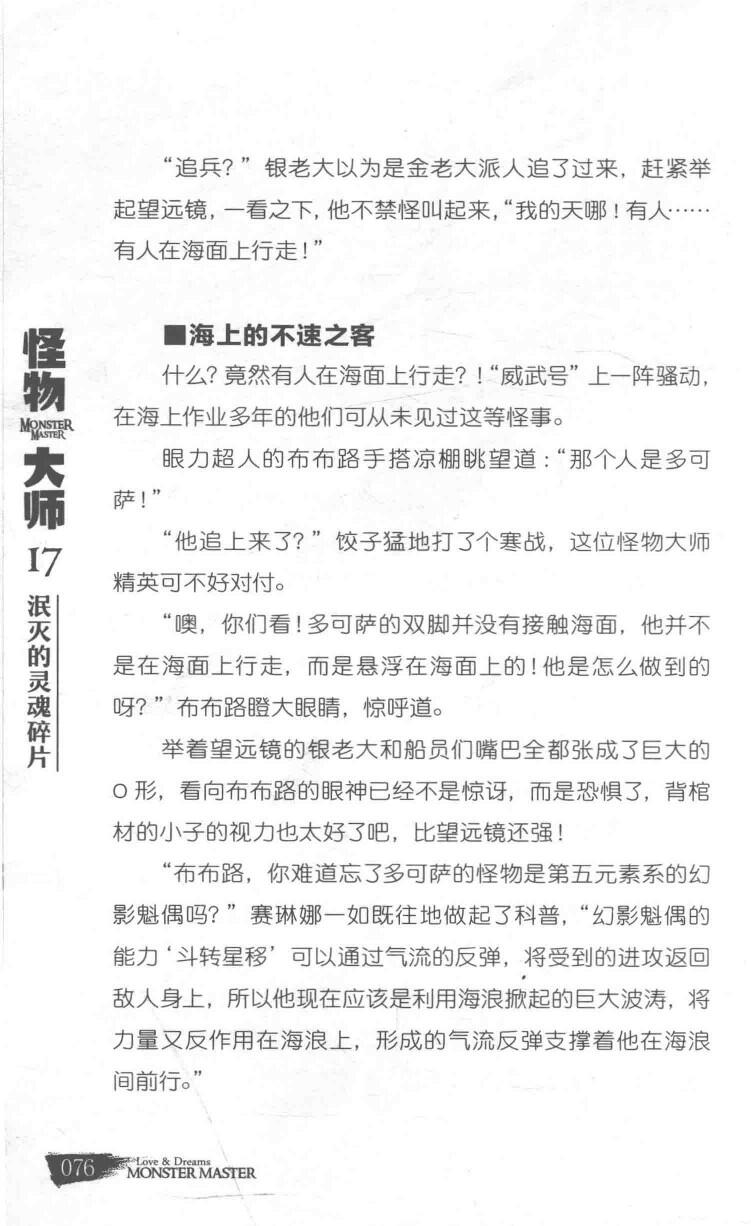 “追兵？”银老大以为是金老大派人追了过来，赶紧举
起望远镜，一看之下，他不禁怪叫起来，“我的天哪！有人……
有人在海面上行走！”
■海上的不速之客
什么？竟然有人在海面上行走？！“威武号”上一阵骚动，
在海上作业多年的他们可从未见过这等怪事。
眼力超人的布布路手搭凉棚眺望道：“那个人是多可
萨！”
“他追上来了？”饺子猛地打了个寒战，这位怪物大师
精英可不好对付。
“噢，你们看！多可萨的双脚并没有接触海面，他并不
是在海面上行走，而是悬浮在海面上的！他是怎么做到的
呀？”布布路瞪大眼睛，惊呼道。
举着望远镜的银老大和船员们嘴巴全都张成了巨大的
O形，看向布布路的眼神已经不是惊讶，而是恐惧了，背棺
材的小子的视力也太好了吧，比望远镜还强！
“布布路，你难道忘了多可萨的怪物是第五元素系的幻
影魁偶吗？”赛琳娜一如既往地做起了科普，“幻影魁偶的
能力‘斗转星移’可以通过气流的反弹，将受到的进攻返回
敌人身上，所以他现在应该是利用海浪掀起的巨大波涛，将
力量又反作用在海浪上，形成的气流反弹支撑着他在海浪
间前行。”
怪物
MONSTER
MASTER
大师
17
泯灭的灵魂碎片
076
Love & Dreams
MONSTER MASTER